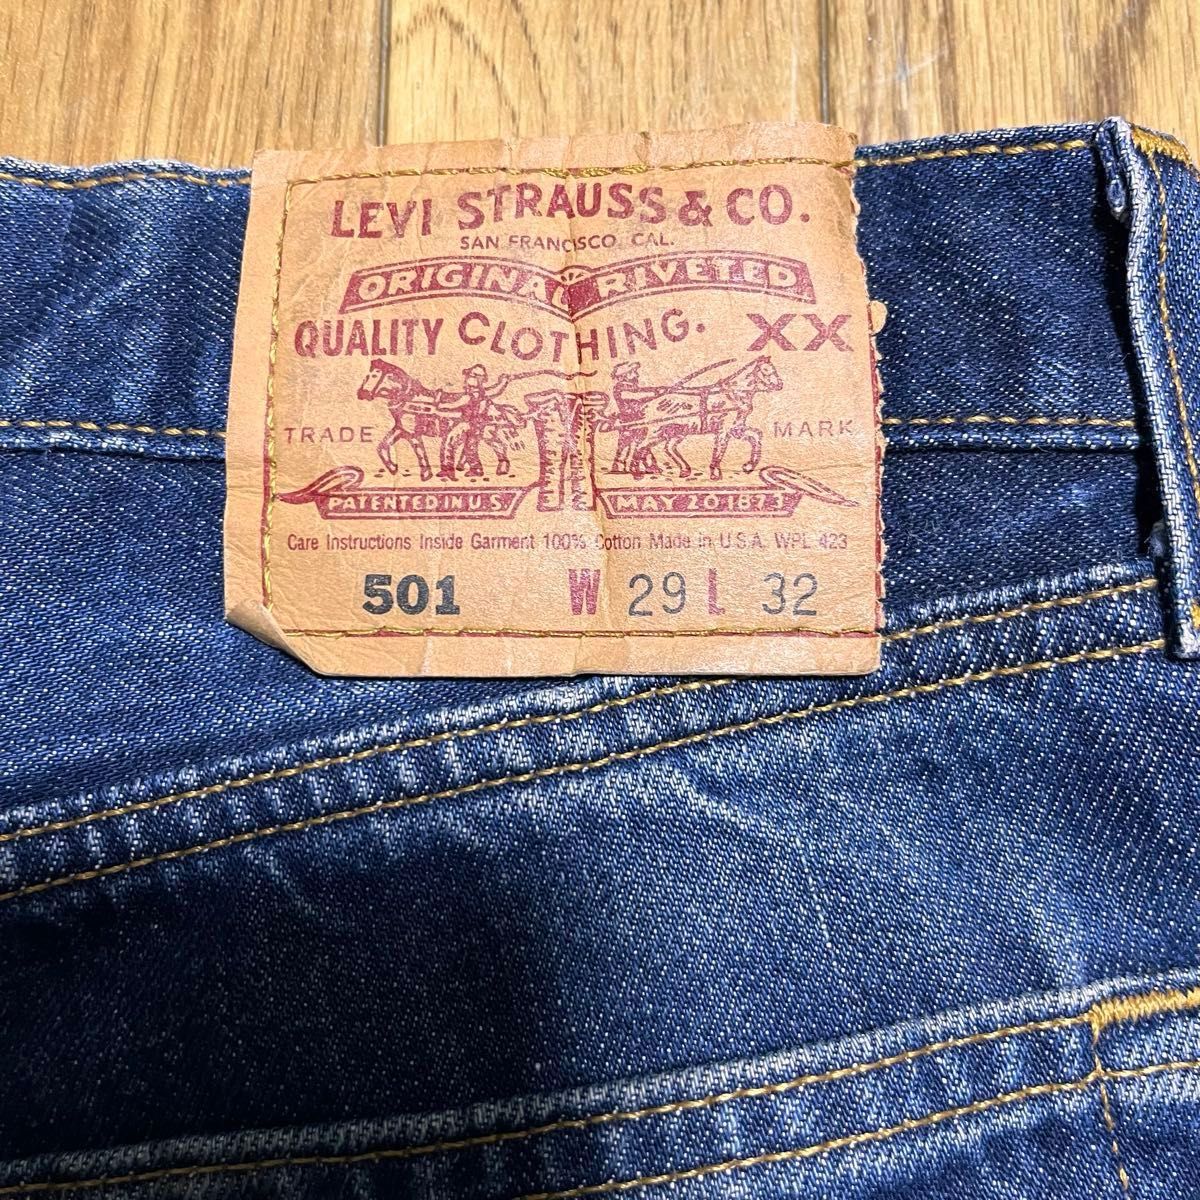 LEVI STRAUSS & CO.
SAN FRANCISCO, CAL.
ORIGINAL RIVETED
QUALITY CLOTHING. XX
TRADE MARK
PATENTED IN U.S. MAY 20 1873
Care Instructions Inside Garment 100% Cotton Made in U.S.A. WPL 423
501 W 29 L 32